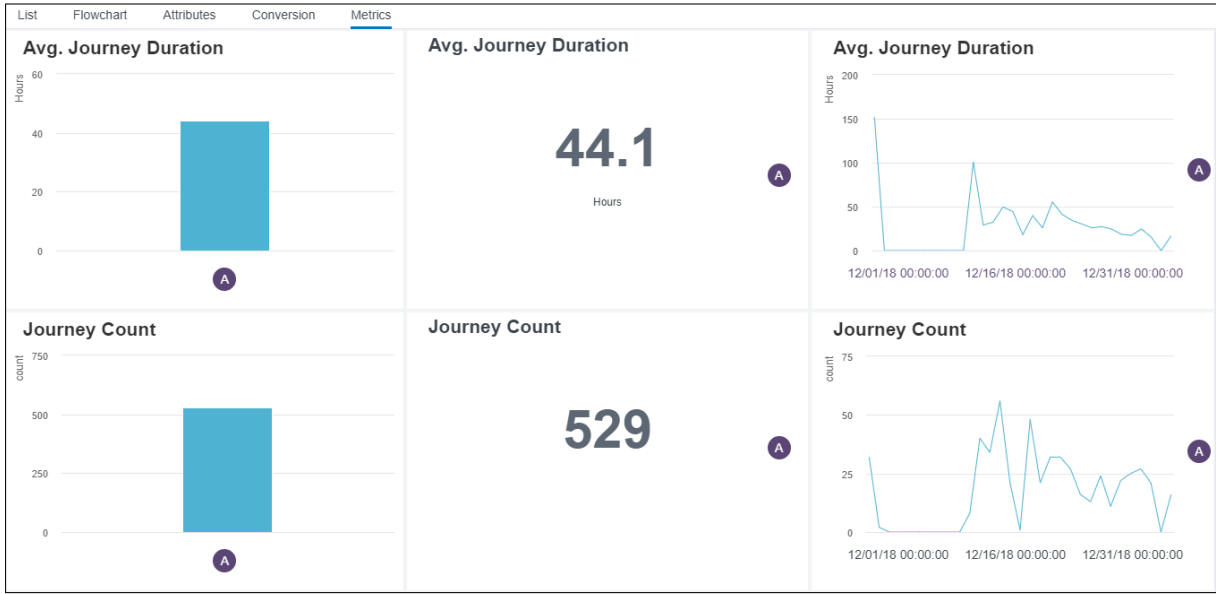 List Flowchart Attributes Conversion Metrics
Avg. Journey Duration
Hours
60
40
20
0
A
Avg. Journey Duration
44.1
Hours
A
Avg. Journey Duration
Hours
200
150
100
50
0
12/01/18 00:00:00 12/16/18 00:00:00 12/31/18 00:00:00
A
Journey Count
count
750
500
250
0
A
Journey Count
529
A
Journey Count
count
75
50
25
0
12/01/18 00:00:00 12/16/18 00:00:00 12/31/18 00:00:00
A